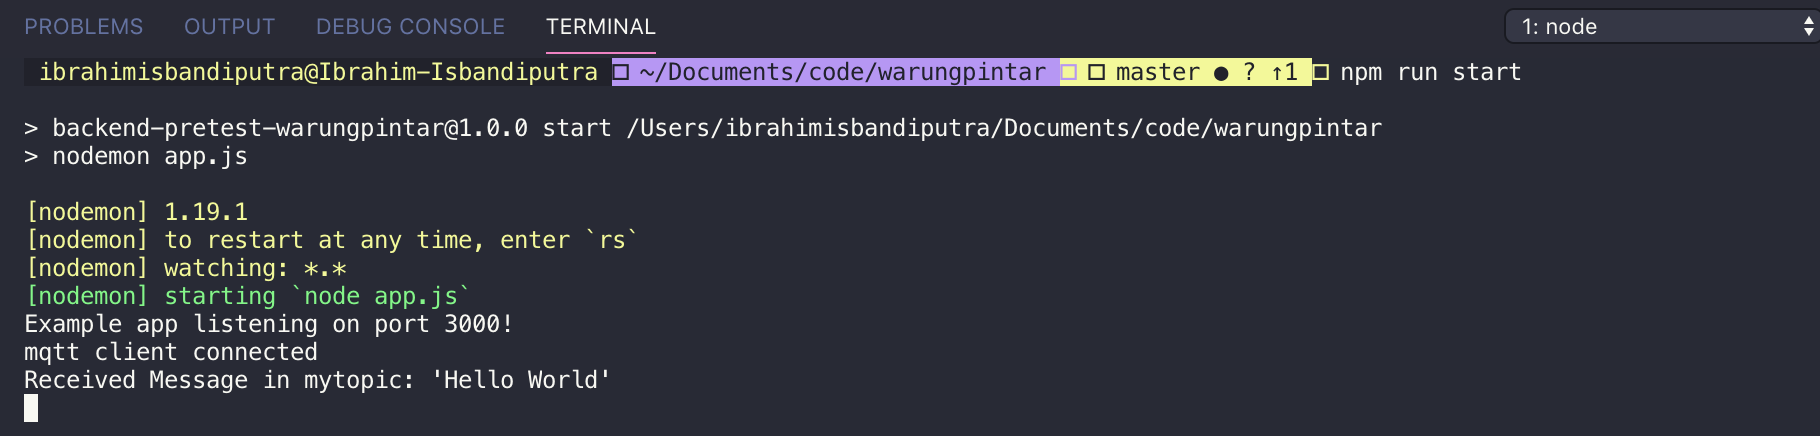 PROBLEMS OUTPUT DEBUG CONSOLE TERMINAL 1: node
ibrahimisbandiputra@Ibrahim-Isbandiputra ~/Documents/code/warungpintar master ● ? ↑1 npm run start
> backend-pretest-warungpintar@1.0.0 start /Users/ibrahimisbandiputra/Documents/code/warungpintar
> nodemon app.js
[nodemon] 1.19.1
[nodemon] to restart at any time, enter `rs`
[nodemon] watching: *.*
[nodemon] starting `node app.js`
Example app listening on port 3000!
mqtt client connected
Received Message in mytopic: 'Hello World'